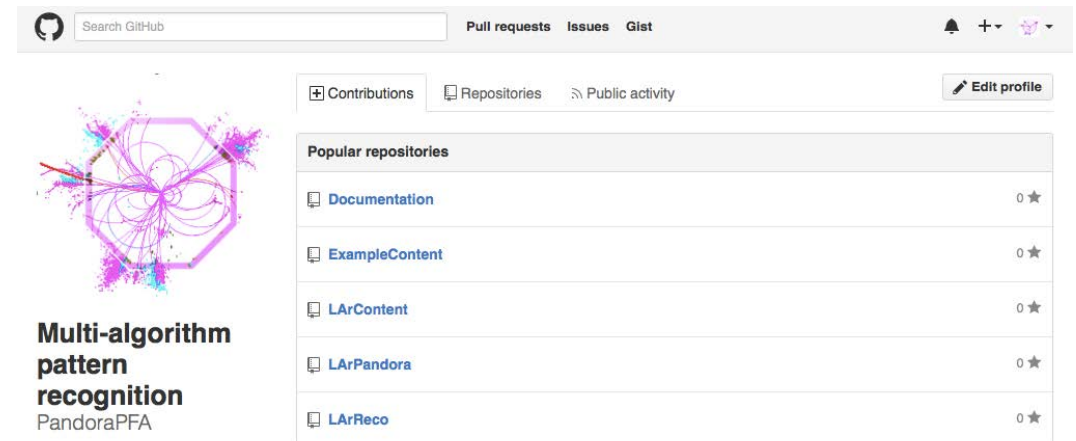 Search GitHub Pull requests Issues Gist
Contributions Repositories Public activity Edit profile
Popular repositories
Documentation 0
ExampleContent 0
LArContent 0
LArPandora 0
LArReco 0
Multi-algorithm
pattern
recognition
PandoraPFA